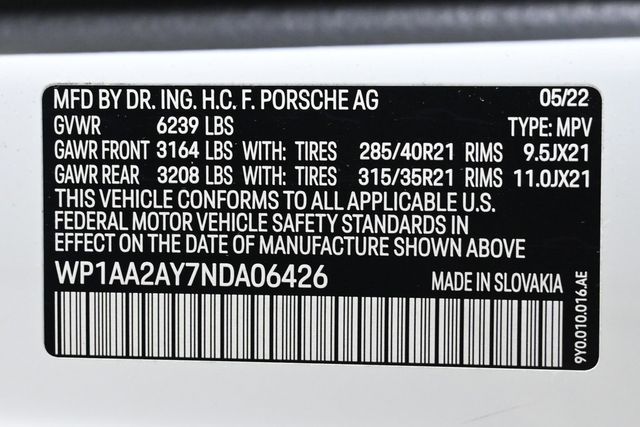 MFD BY DR. ING. H.C. F. PORSCHE AG 05/22
GVWR 6239 LBS TYPE: MPV
GAWR FRONT 3164 LBS WITH: TIRES 285/40R21 RIMS 9.5JX21
GAWR REAR 3208 LBS WITH: TIRES 315/35R21 RIMS 11.0JX21
THIS VEHICLE CONFORMS TO ALL APPLICABLE U.S.
FEDERAL MOTOR VEHICLE SAFETY STANDARDS IN
EFFECT ON THE DATE OF MANUFACTURE SHOWN ABOVE
WP1AA2AY7NDA06426 MADE IN SLOVAKIA
9Y0.010.016.AE